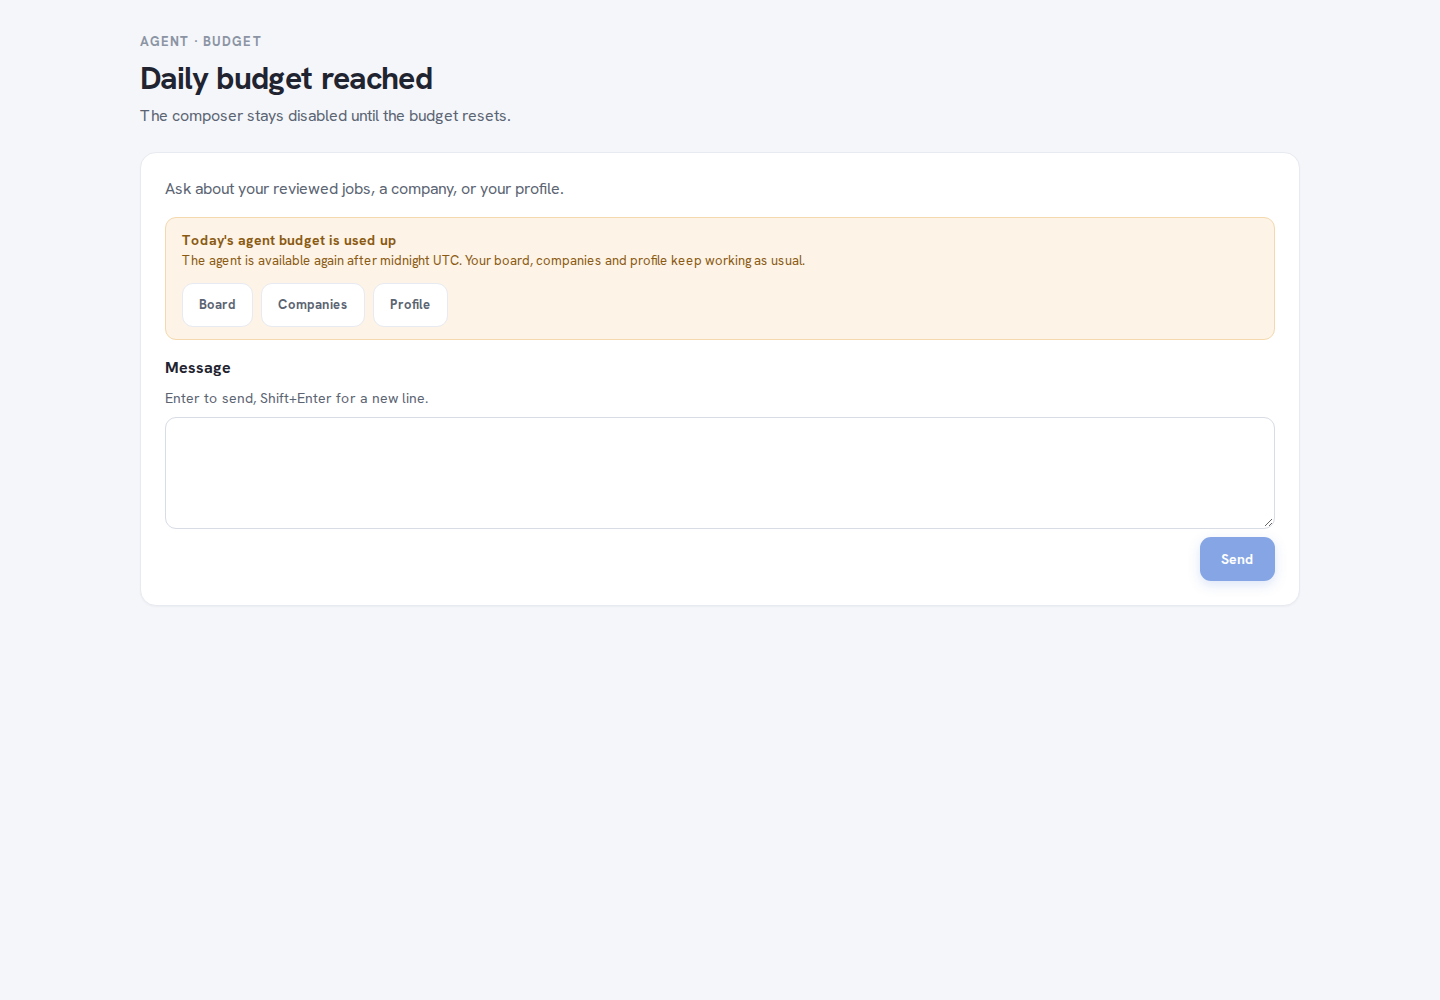 AGENT · BUDGET
Daily budget reached
The composer stays disabled until the budget resets.
Ask about your reviewed jobs, a company, or your profile.
Today's agent budget is used up
The agent is available again after midnight UTC. Your board, companies and profile keep working as usual.
Board Companies Profile
Message
Enter to send, Shift+Enter for a new line.
Send